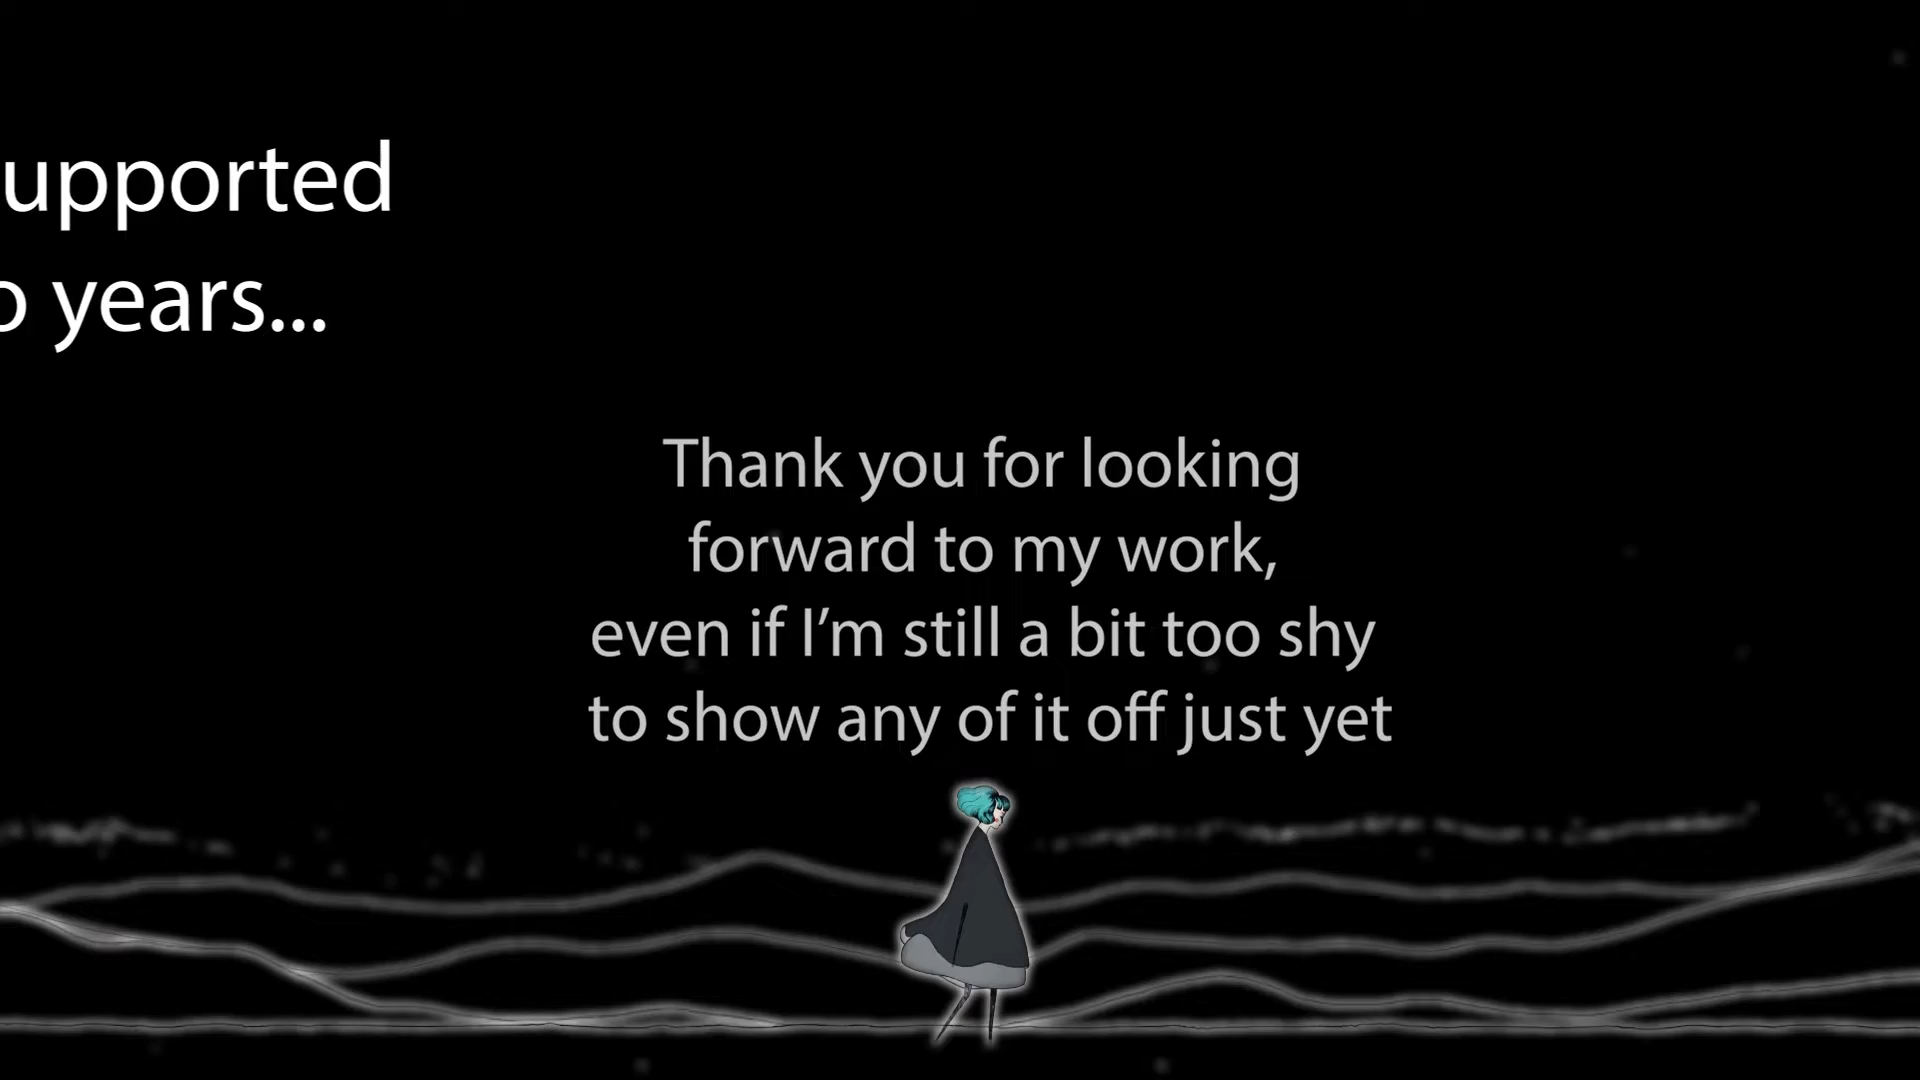 upported
years...
Thank you for looking
forward to my work,
even if I’m still a bit too shy
to show any of it off just yet